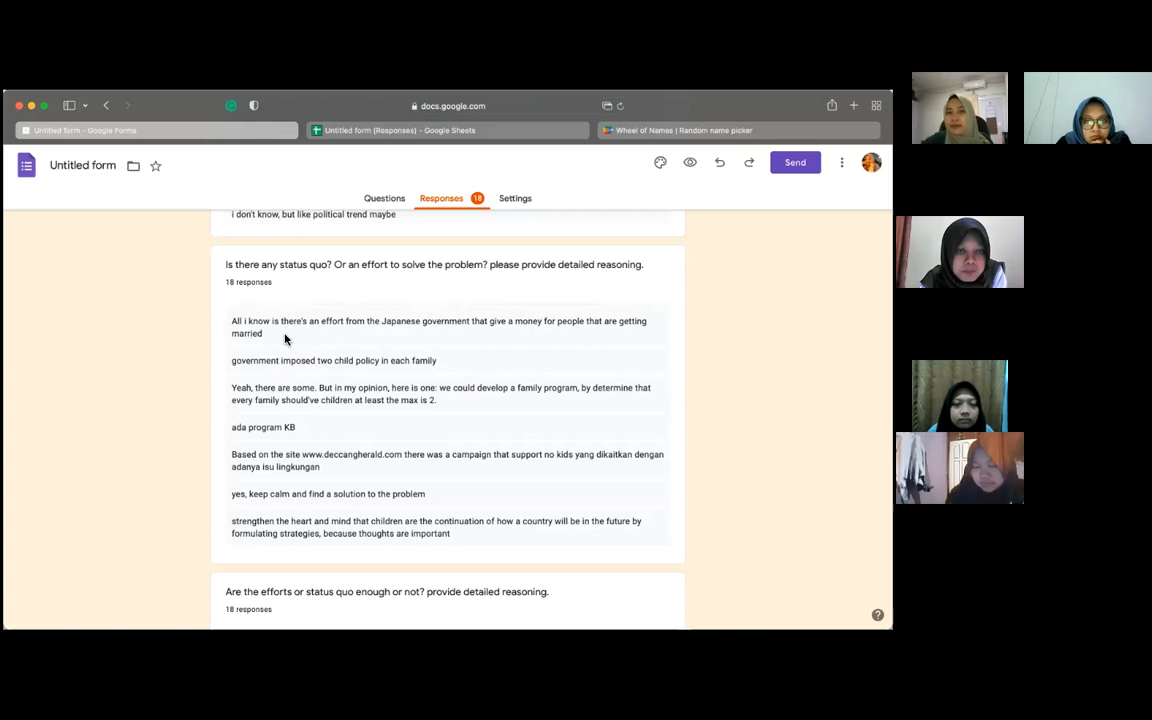 docs.google.com
Untitled form - Google Forms
Untitled form (Responses) - Google Sheets
Wheel of Names | Random name picker
Untitled form
Send
Questions
Responses 18
Settings
i don't know, but like political trend maybe
Is there any status quo? Or an effort to solve the problem? please provide detailed reasoning.
18 responses
All i know is there's an effort from the Japanese government that give a money for people that are getting
married
government imposed two child policy in each family
Yeah, there are some. But in my opinion, here is one: we could develop a family program, by determine that
every family should've children at least the max is 2.
ada program KB
Based on the site www.deccangherald.com there was a campaign that support no kids yang dikaitkan dengan
adanya isu lingkungan
yes, keep calm and find a solution to the problem
strengthen the heart and mind that children are the continuation of how a country will be in the future by
formulating strategies, because thoughts are important
Are the efforts or status quo enough or not? provide detailed reasoning.
18 responses